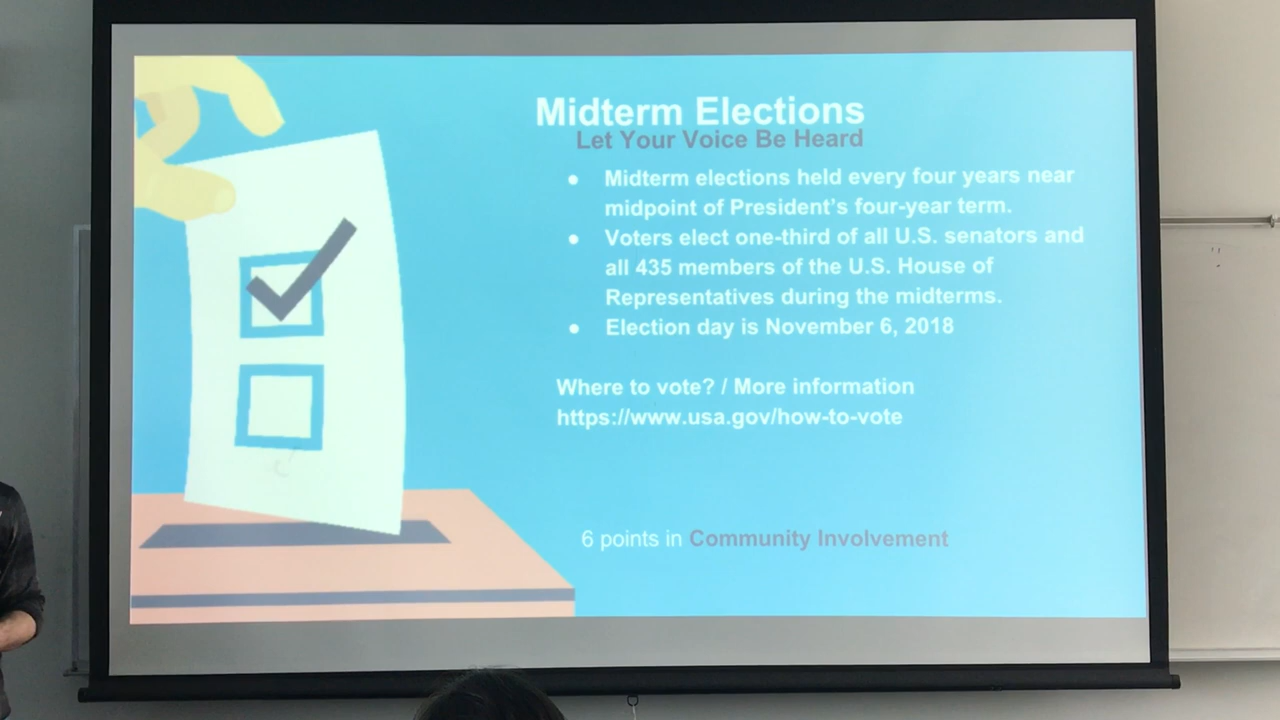 Midterm Elections
Let Your Voice Be Heard
● Midterm elections held every four years near
midpoint of President's four-year term.
● Voters elect one-third of all U.S. senators and
all 435 members of the U.S. House of
Representatives during the midterms.
● Election day is November 6, 2018
Where to vote? / More information
https://www.usa.gov/how-to-vote
6 points in Community Involvement